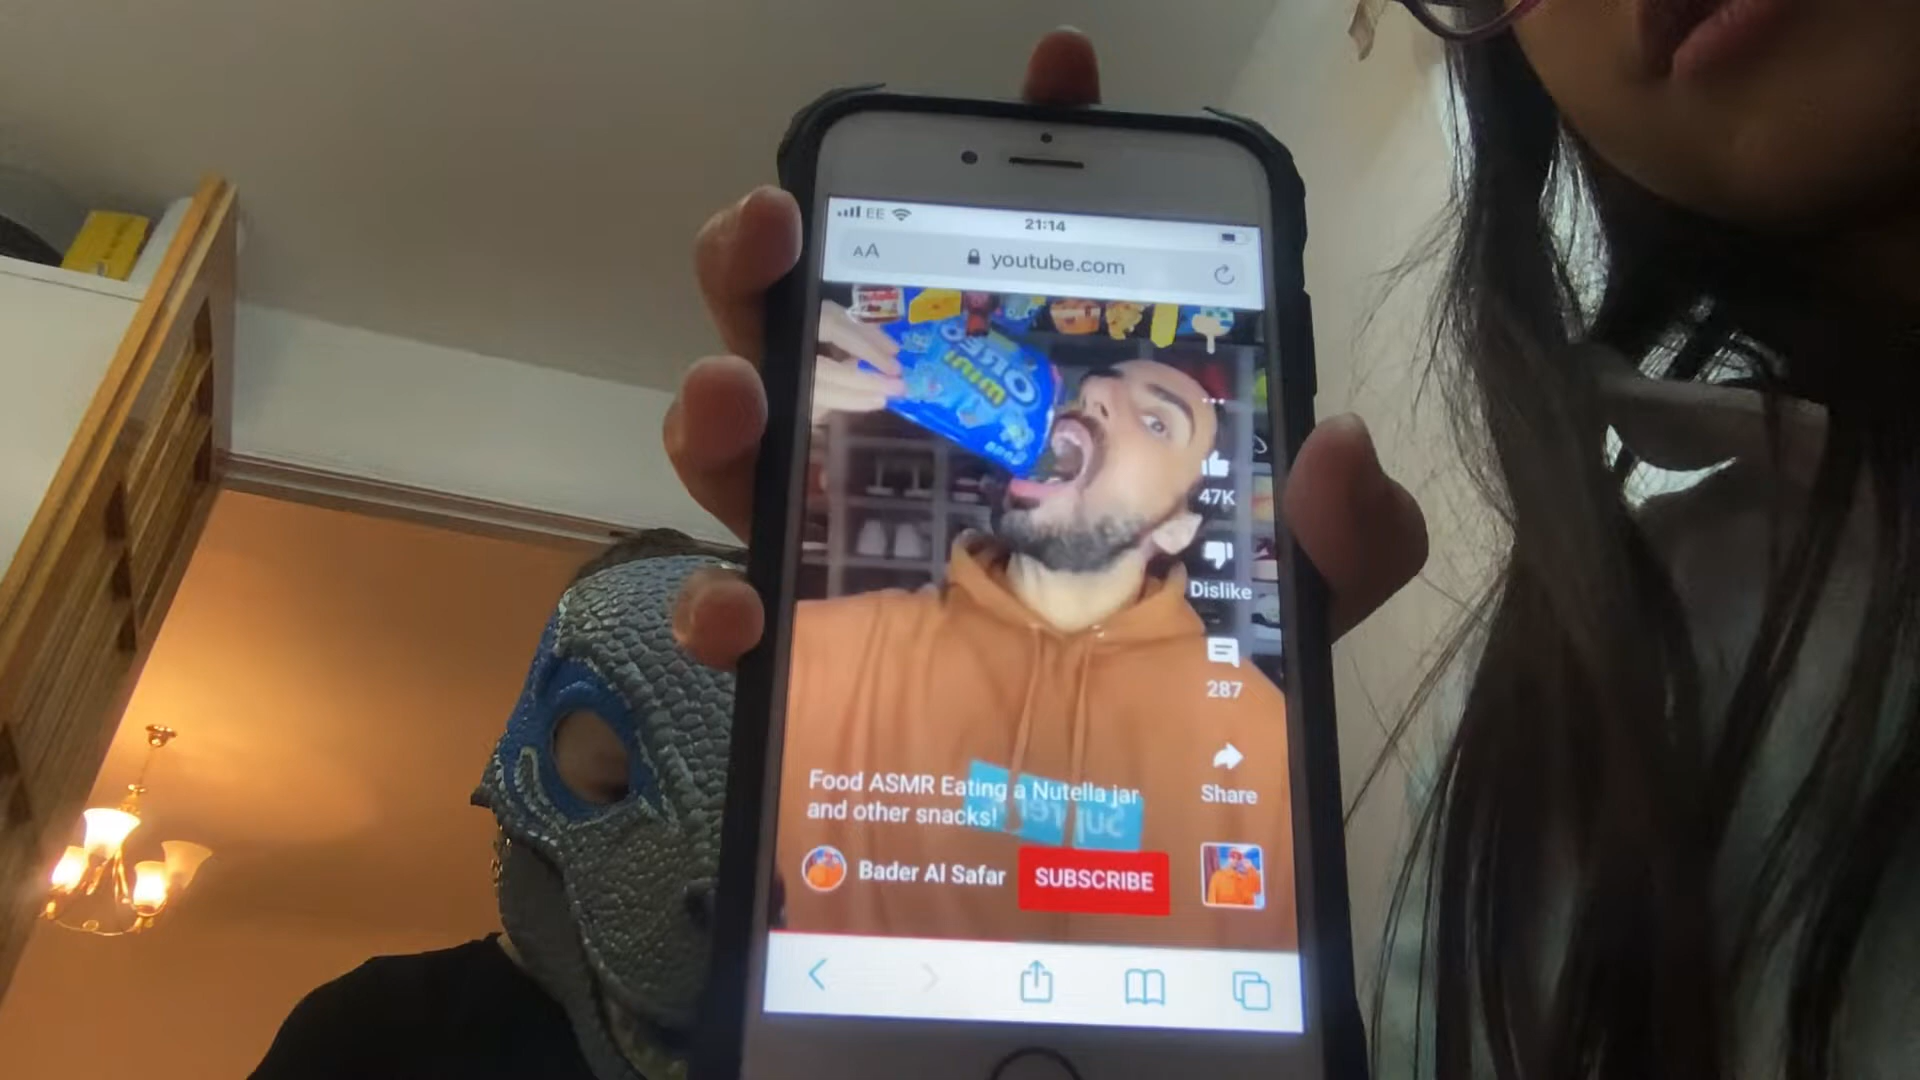 EE
21:14
AA
youtube.com
OREO
mini
47K
Dislike
287
Share
Food ASMR Eating a Nutella jar
and other snacks!
Bader Al Safar
SUBSCRIBE